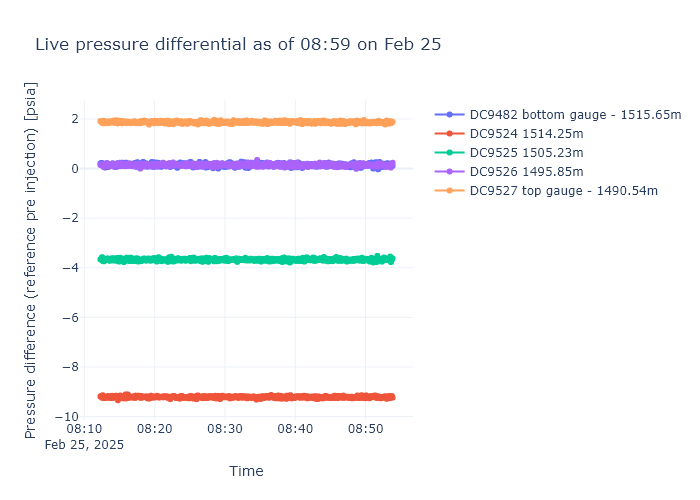 Live pressure differential as of 08:59 on Feb 25
Pressure difference (reference pre injection) [psia]
2
0
−2
−4
−6
−8
−10
08:10
Feb 25, 2025
08:20
08:30
08:40
08:50
Time
DC9482 bottom gauge - 1515.65m
DC9524 1514.25m
DC9525 1505.23m
DC9526 1495.85m
DC9527 top gauge - 1490.54m